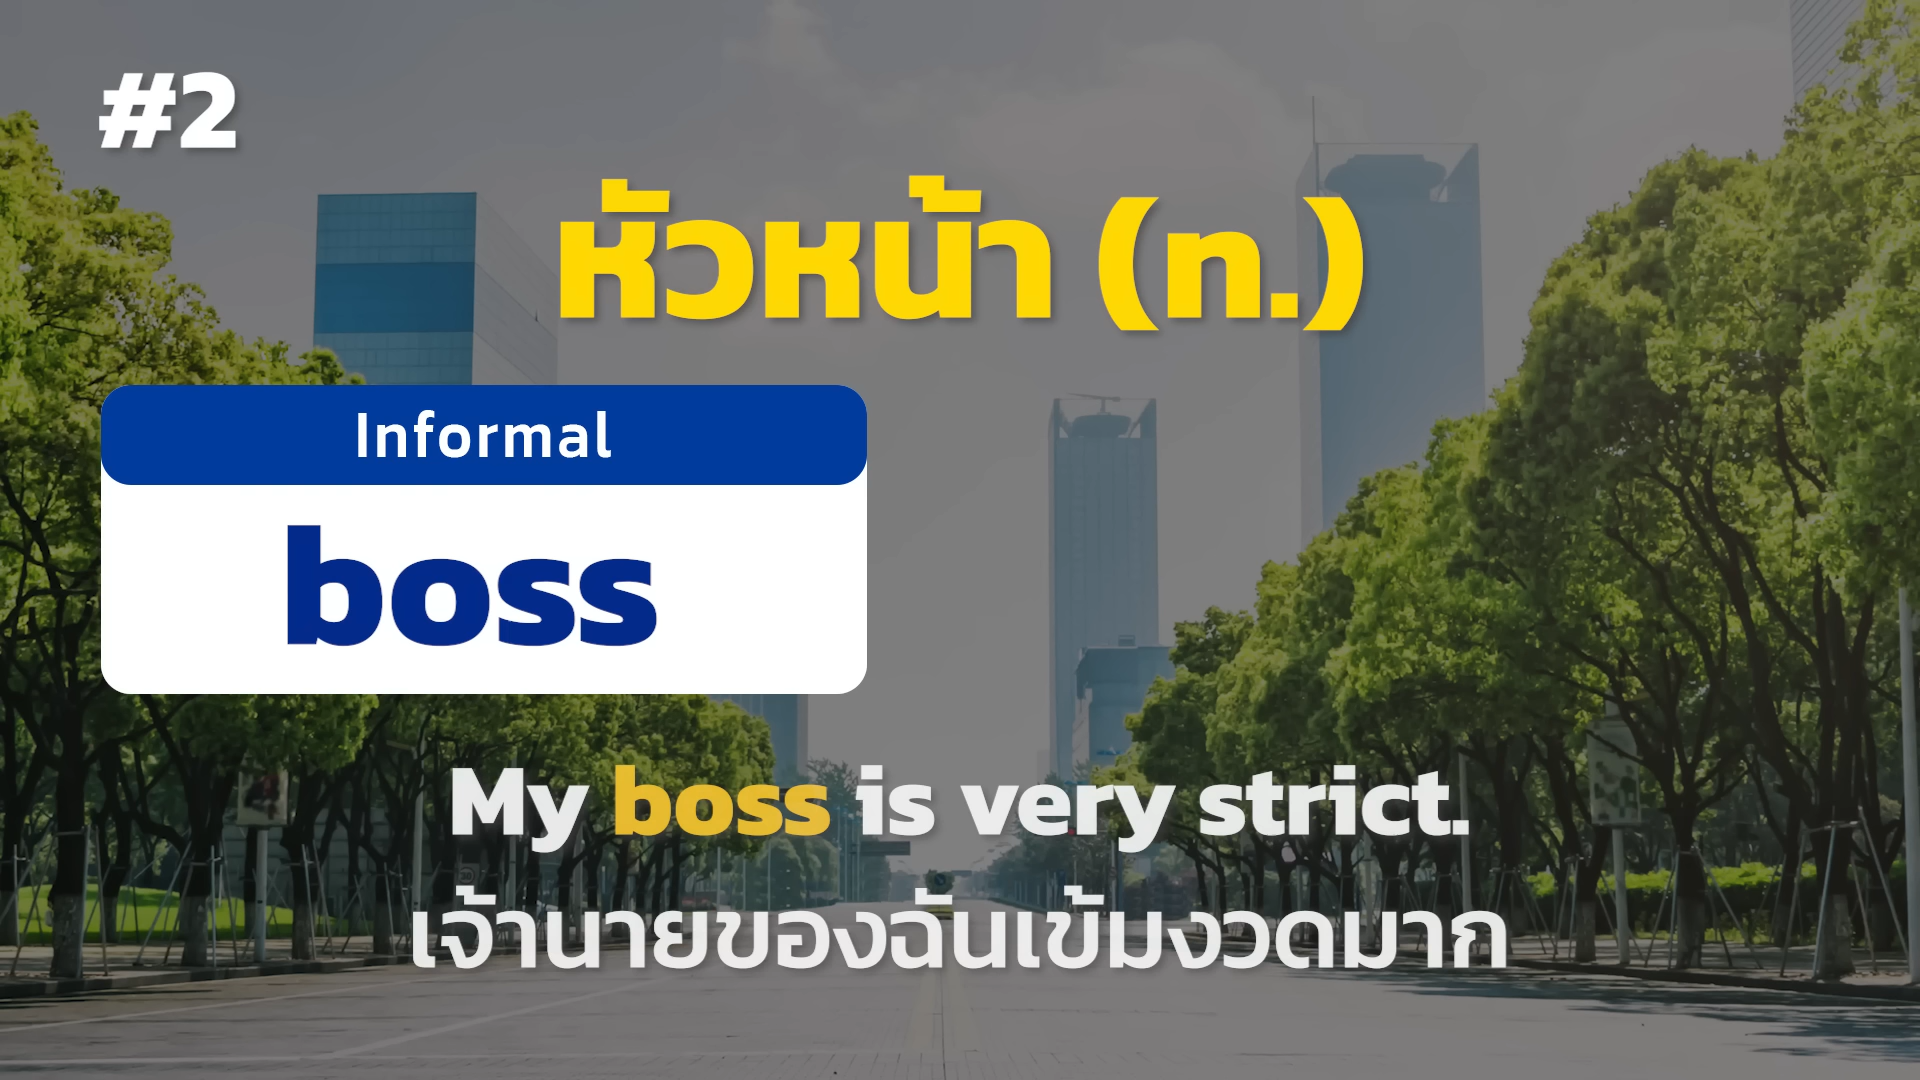 #2
หัวหน้า (n.)
Informal
boss
My boss is very strict.
เจ้านายของฉันเข้มงวดมาก